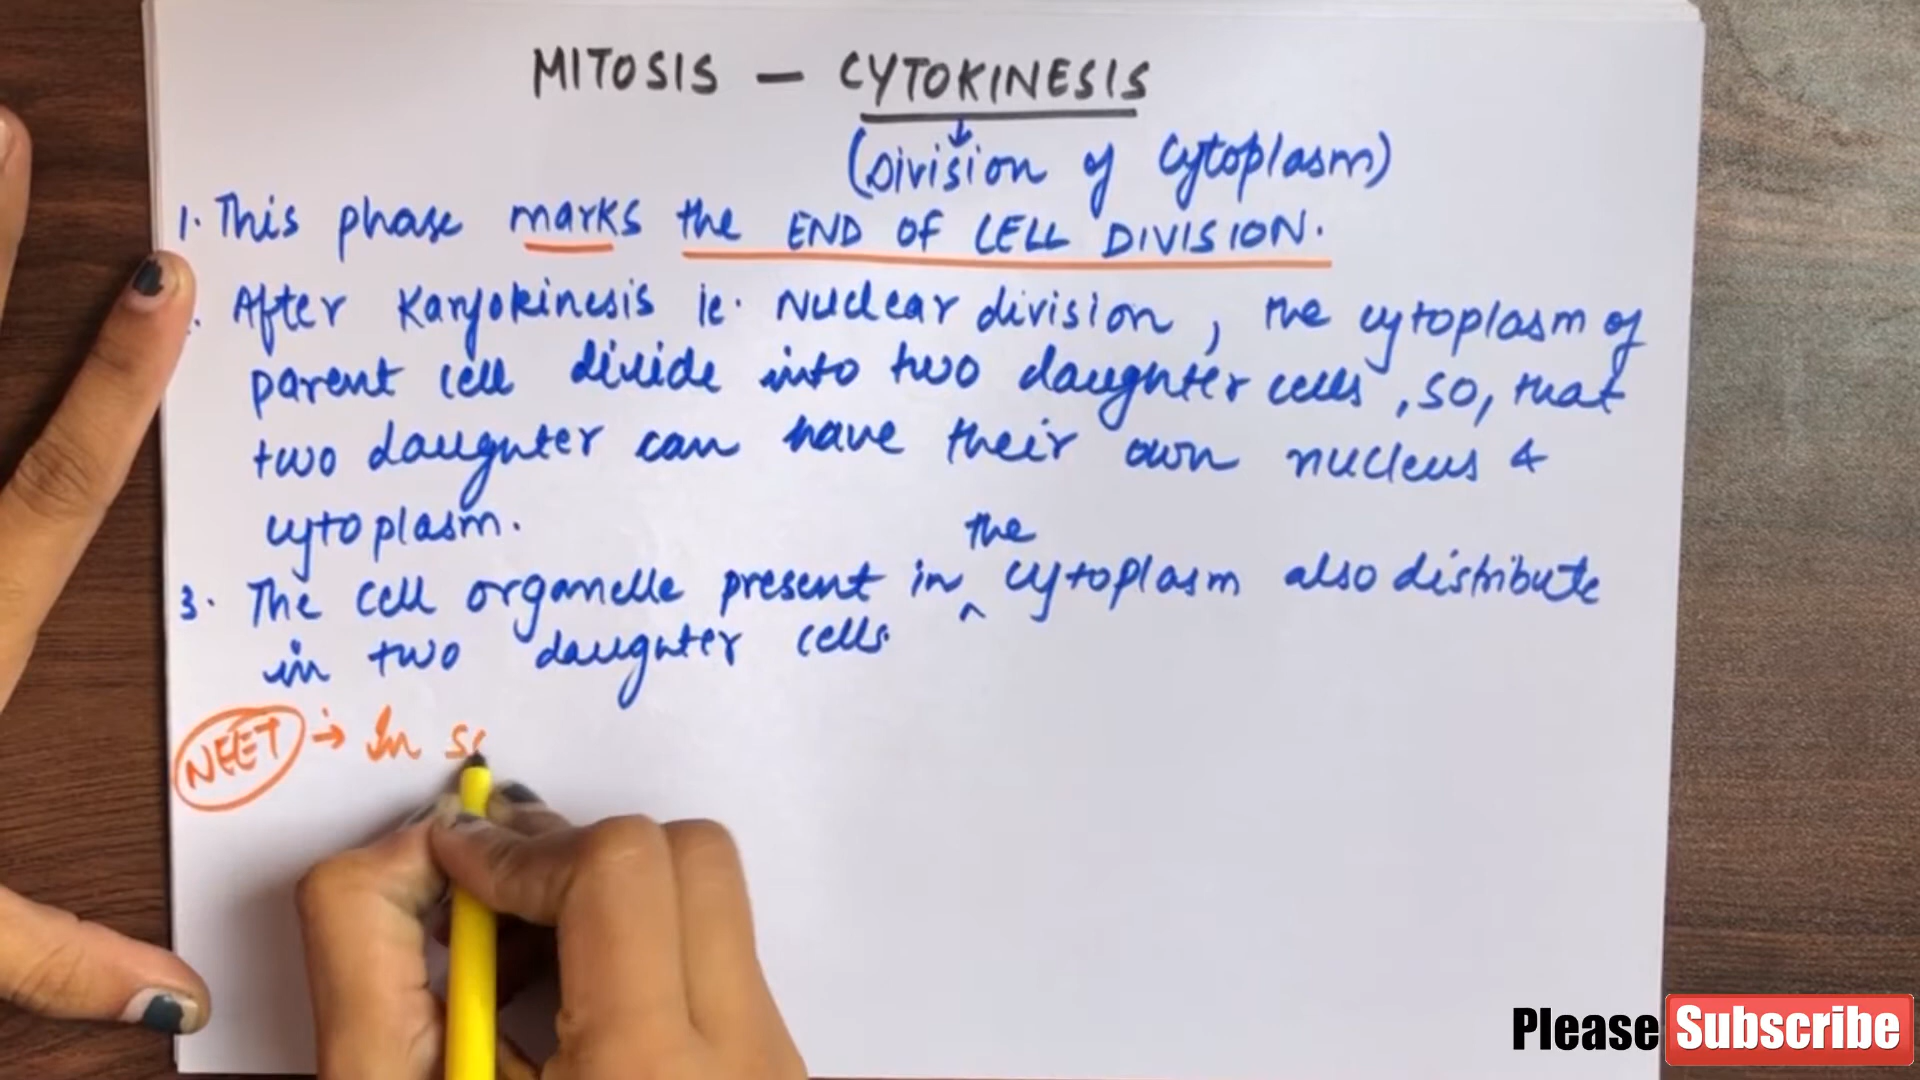 MITOSIS — CYTOKINESIS
(Division of Cytoplasm)
1. This phase marks the END OF CELL DIVISION.
. After Karyokinesis ie. Nuclear division, the cytoplasm of
parent cell divide into two daughter cells, so, that
two daughter can have their own nucleus &
cytoplasm.
the
3. The cell organelle present in ^ cytoplasm also distribute
in two daughter cells.
NEET → In so
Please Subscribe